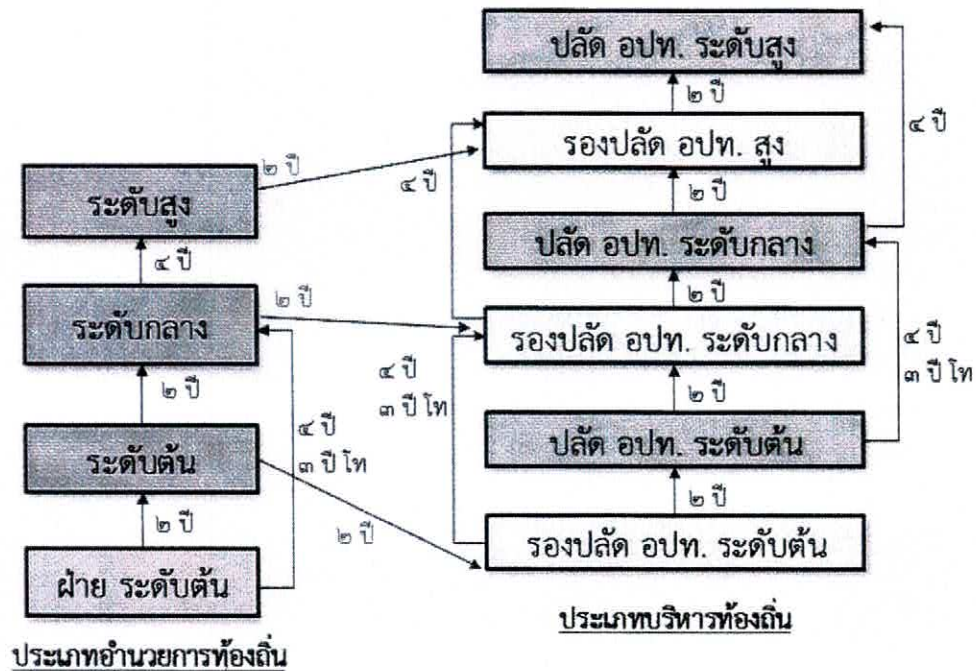 ปลัด อปท. ระดับสูง
๒ ปี
๔ ปี
รองปลัด อปท. สูง
๒ ปี
๔ ปี
ระดับสูง
๒ ปี
ปลัด อปท. ระดับกลาง
๔ ปี
๒ ปี
ระดับกลาง
๒ ปี
รองปลัด อปท. ระดับกลาง
๔ ปี
๓ ปี โท
๔ ปี
๓ ปี โท
๒ ปี
๒ ปี
ปลัด อปท. ระดับต้น
๔ ปี
๓ ปี โท
ระดับต้น
๒ ปี
๒ ปี
๒ ปี
รองปลัด อปท. ระดับต้น
ฝ่าย ระดับต้น
ประเภทบริหารท้องถิ่น
ประเภทอำนวยการท้องถิ่น